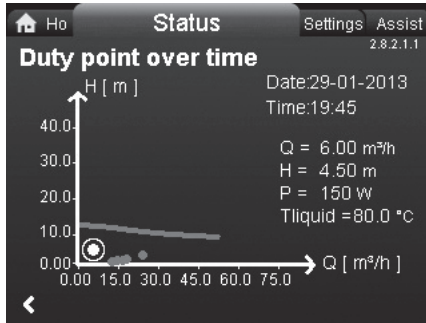 Ho Status Settings Assist
2.8.2.1.1
Duty point over time
H [ m ]
Date:29-01-2013
Time:19:45
40.0
30.0
20.0
10.0
0.00
Q = 6.00 m³/h
H = 4.50 m
P = 150 W
Tliquid =80.0 °C
Q [ m³/h ]
0.00 15.0 30.0 45.0 60.0 75.0